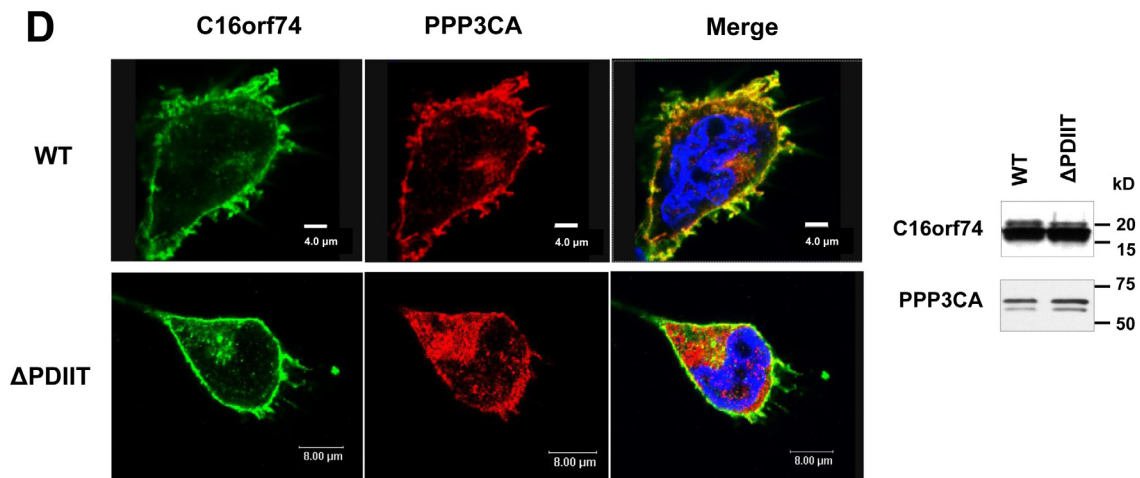 D
C16orf74 PPP3CA Merge
WT
4.0 μm 4.0 μm 4.0 μm
ΔPDIIT
8.00 μm 8.00 μm 8.00 μm
WT ΔPDIIT
kD
C16orf74
20
15
PPP3CA
75
50